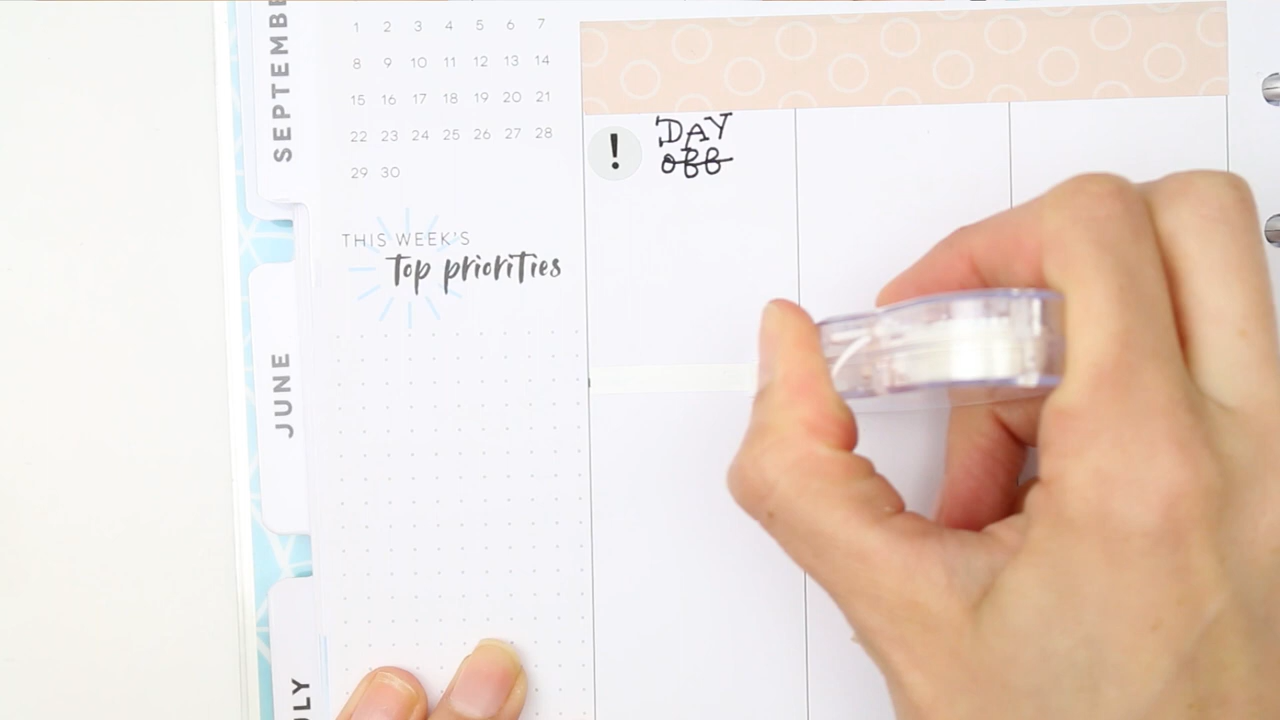 SEPTEMBE
1 2 3 4 5 6 7
8 9 10 11 12 13 14
15 16 17 18 19 20 21
22 23 24 25 26 27 28
29 30
!
DAY
OFF
THIS WEEK'S
top priorities
JUNE
ULY